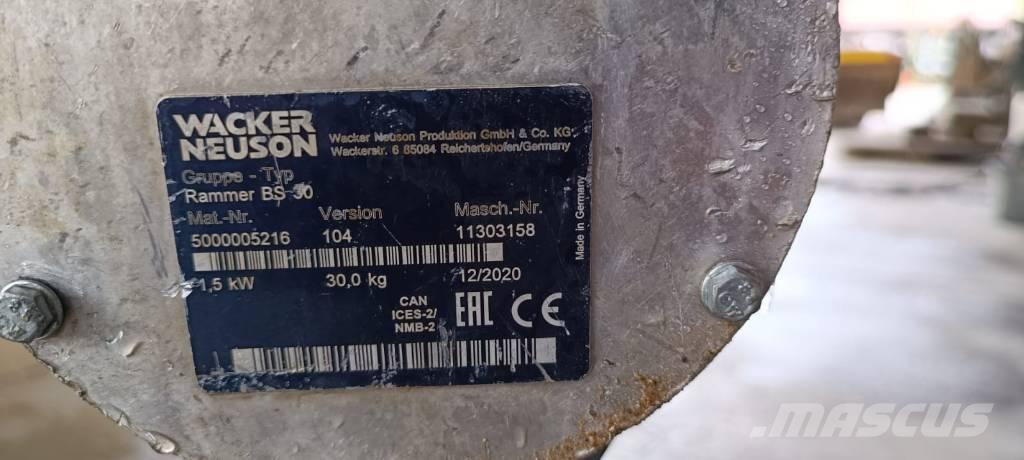 WACKER
NEUSON
Wacker Neuson Produktion GmbH & Co. KG
Wackerstr. 6 85084 Reichertshofen/Germany
Gruppe - Typ
Rammer BS 30
Mat.-Nr. Version Masch.-Nr.
5000005216 104 11303158
1,5 kW 30,0 kg 12/2020
CAN
ICES-2/
NMB-2
EAC CE
Made in Germany
MASCUS